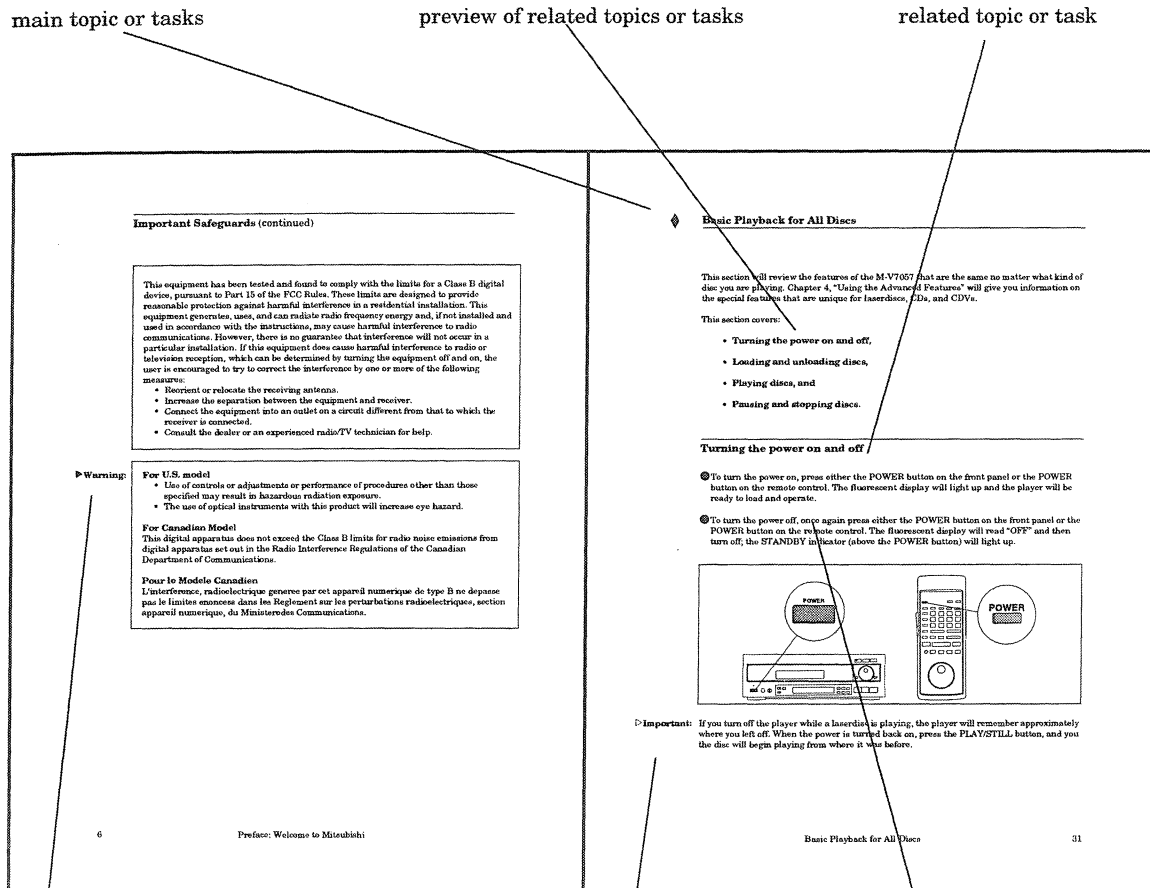 main topic or tasks
preview of related topics or tasks
related topic or task
Important Safeguards (continued)
This equipment has been tested and found to comply with the limits for a Class B digital
device, pursuant to Part 15 of the FCC Rules. These limits are designed to provide
reasonable protection against harmful interference in a residential installation. This
equipment generates, uses, and can radiate radio frequency energy and, if not installed and
used in accordance with the instructions, may cause harmful interference to radio
communications. However, there is no guarantee that interference will not occur in a
particular installation. If this equipment does cause harmful interference to radio or
television reception, which can be determined by turning the equipment off and on, the
user is encouraged to try to correct the interference by one or more of the following
measures:
• Reorient or relocate the receiving antenna.
• Increase the separation between the equipment and receiver.
• Connect the equipment into an outlet on a circuit different from that to which the
receiver is connected.
• Consult the dealer or an experienced radio/TV technician for help.
▷Warning:
For U.S. model
• Use of controls or adjustments or performance of procedures other than those
specified may result in hazardous radiation exposure.
• The use of optical instruments with this product will increase eye hazard.
For Canadian Model
This digital apparatus does not exceed the Class B limits for radio noise emissions from
digital apparatus set out in the Radio Interference Regulations of the Canadian
Department of Communications.
Pour le Modele Canadien
L'interference, radioelectrique generee par cet appareil numerique de type B ne depasse
pas le limites enoncess dans les Reglement sur les perturbations radioelectriques, section
appareil numerique, du Ministeredes Communications.
6
Preface: Welcome to Mitsubishi
Basic Playback for All Discs
This section will review the features of the M-V7057 that are the same no matter what kind of
disc you are playing. Chapter 4, "Using the Advanced Features" will give you information on
the special features that are unique for laserdiscs, CDs, and CDVs.
This section covers:
• Turning the power on and off,
• Loading and unloading discs,
• Playing discs, and
• Pausing and stopping discs.
Turning the power on and off
To turn the power on, press either the POWER button on the front panel or the POWER
button on the remote control. The fluorescent display will light up and the player will be
ready to load and operate.
To turn the power off, once again press either the POWER button on the front panel or the
POWER button on the remote control. The fluorescent display will read "OFF" and then
turn off; the STANDBY indicator (above the POWER button) will light up.
POWER
POWER
▷Important: If you turn off the player while a laserdisc is playing, the player will remember approximately
where you left off. When the power is turned back on, press the PLAY/STILL button, and you
the disc will begin playing from where it was before.
Basic Playback for All Discs
31